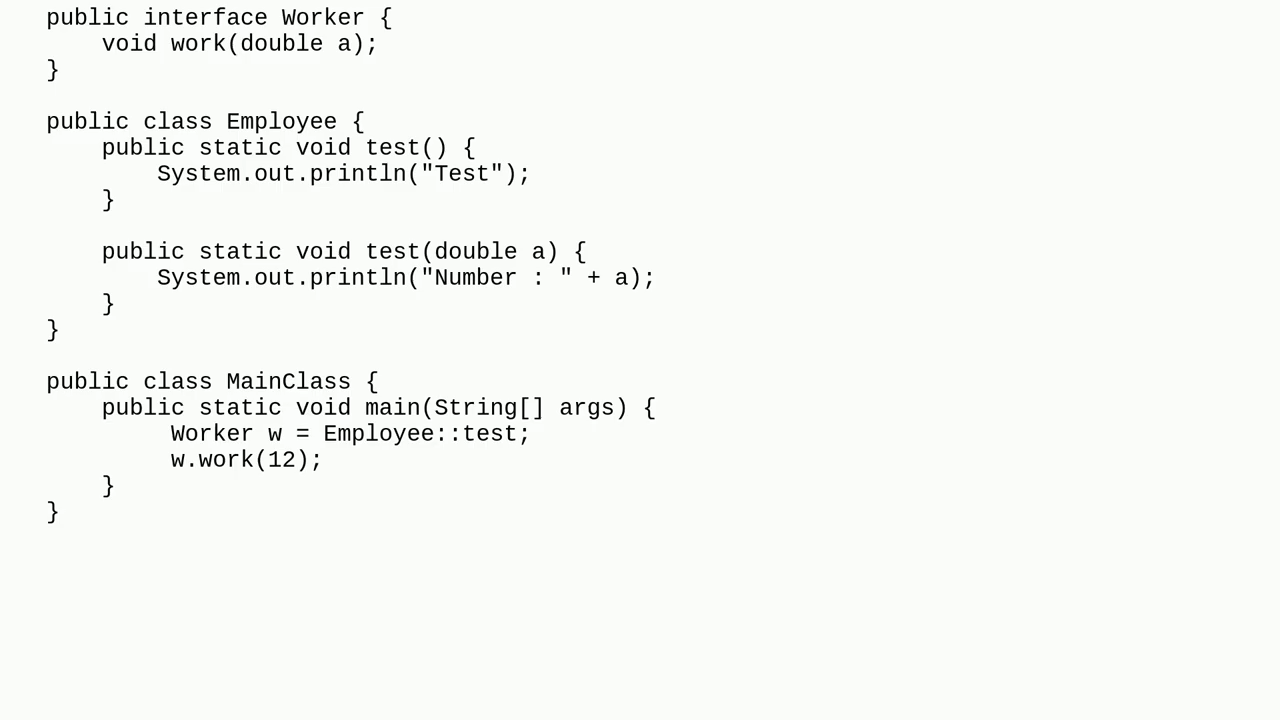 public interface Worker {
    void work(double a);
}

public class Employee {
    public static void test() {
        System.out.println("Test");
    }

    public static void test(double a) {
        System.out.println("Number : " + a);
    }
}

public class MainClass {
    public static void main(String[] args) {
         Worker w = Employee::test;
         w.work(12);
    }
}